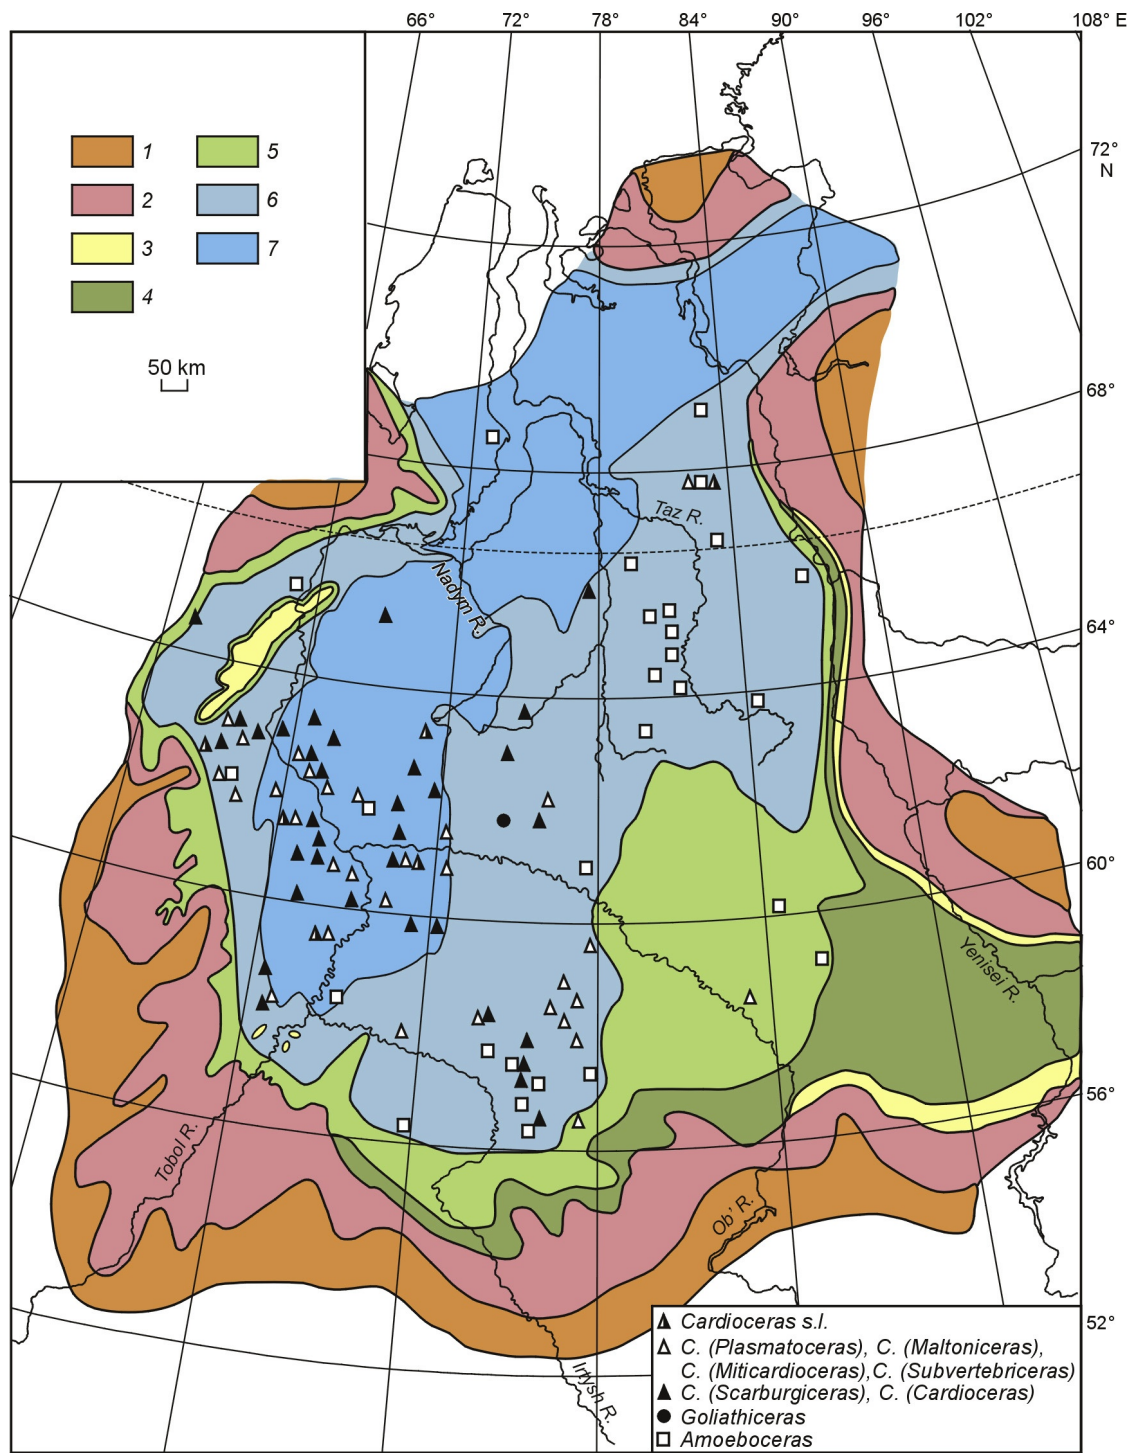 66° 72° 78° 84° 90° 96° 102° 108° E
72°
N
1 5
2 6
3 7
4
50 km
68°
Taz R.
Nadym R.
64°
60°
Yenisei R.
56°
Tobol R.
Ob' R.
52°
Irtysh R.
Cardioceras s.l.
C. (Plasmatoceras), C. (Maltoniceras),
C. (Miticardioceras),C. (Subvertebriceras)
C. (Scarburgiceras), C. (Cardioceras)
Goliathiceras
Amoeboceras